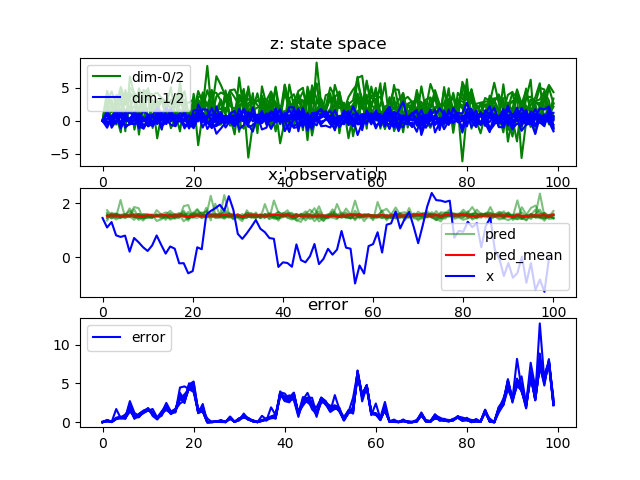 z: state space
dim-0/2
dim-1/2
5
0
−5
0 20 40 60 80 100
x: observation
2
0
pred
pred_mean
x
0 20 40 60 80 100
error
error
10
5
0
0 20 40 60 80 100